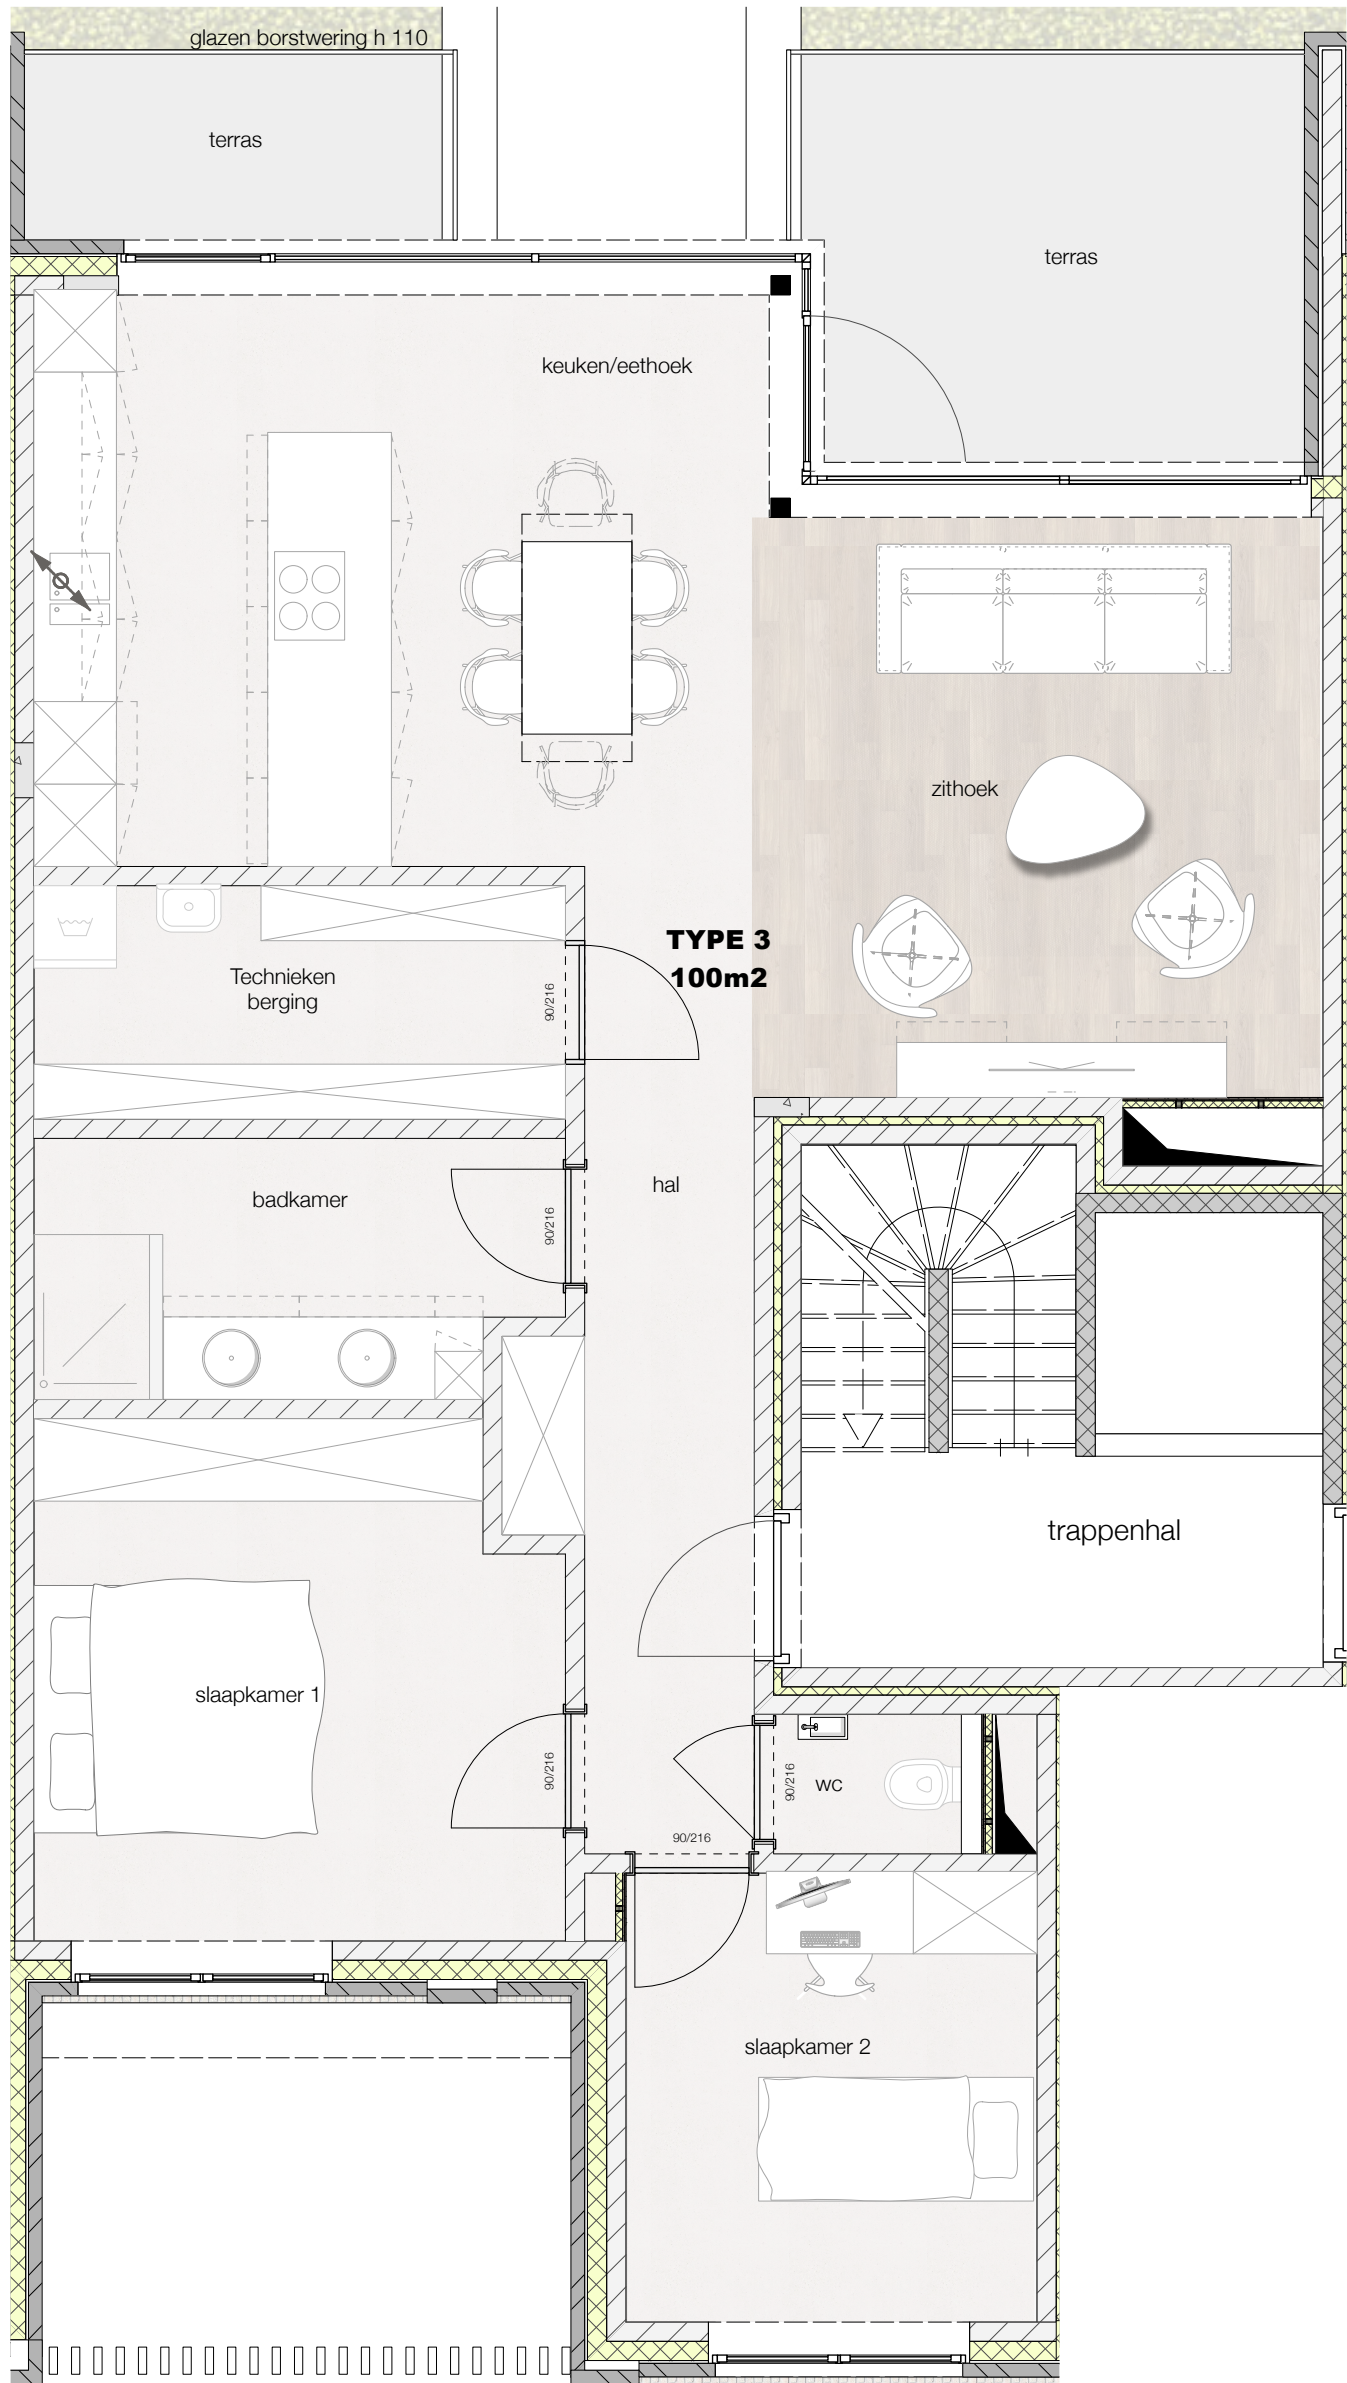 glazen borstwering h 110
terras
terras
keuken/eethoek
zithoek
TYPE 3
100m2
Technieken
berging
90/216
hal
badkamer
90/216
trappenhal
slaapkamer 1
90/216
90/216
WC
90/216
slaapkamer 2